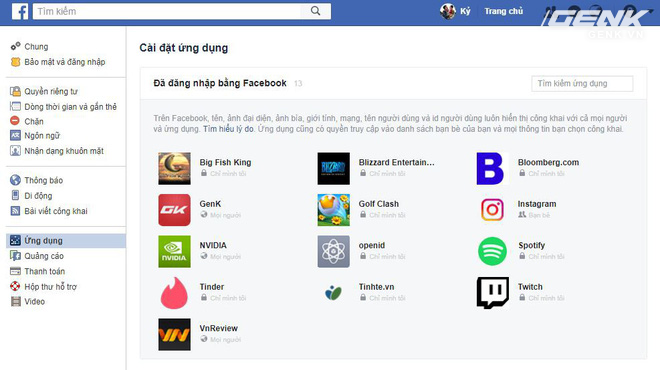 f Tìm kiếm Ký Trang chủ GENK
GENK.VN
Chung
Bảo mật và đăng nhập
Quyền riêng tư
Dòng thời gian và gắn thẻ
Chặn
Ngôn ngữ
Nhận dạng khuôn mặt
Thông báo
Di động
Bài viết công khai
Ứng dụng
Quảng cáo
Thanh toán
Hộp thư hỗ trợ
Video
Cài đặt ứng dụng
Đã đăng nhập bằng Facebook 13 Tìm kiếm ứng dụng
Trên Facebook, tên, ảnh đại diện, ảnh bìa, giới tính, mạng, tên người dùng và id người dùng luôn hiển thị công khai với cả mọi người
và ứng dụng. Tìm hiểu lý do. Ứng dụng cũng có quyền truy cập vào danh sách bạn bè của bạn và mọi thông tin bạn chọn công khai.
Big Fish King BLIZZARD Blizzard Entertain... B Bloomberg.com
Chỉ mình tôi Chỉ mình tôi Chỉ mình tôi
GK GenK Golf Clash Instagram
Mọi người Chỉ mình tôi Bạn bè
NVIDIA NVIDIA openid Spotify
Mọi người Chỉ mình tôi Chỉ mình tôi
Tinder Tinhte.vn Twitch
Chỉ mình tôi Chỉ mình tôi Chỉ mình tôi
VN VnReview
Mọi người